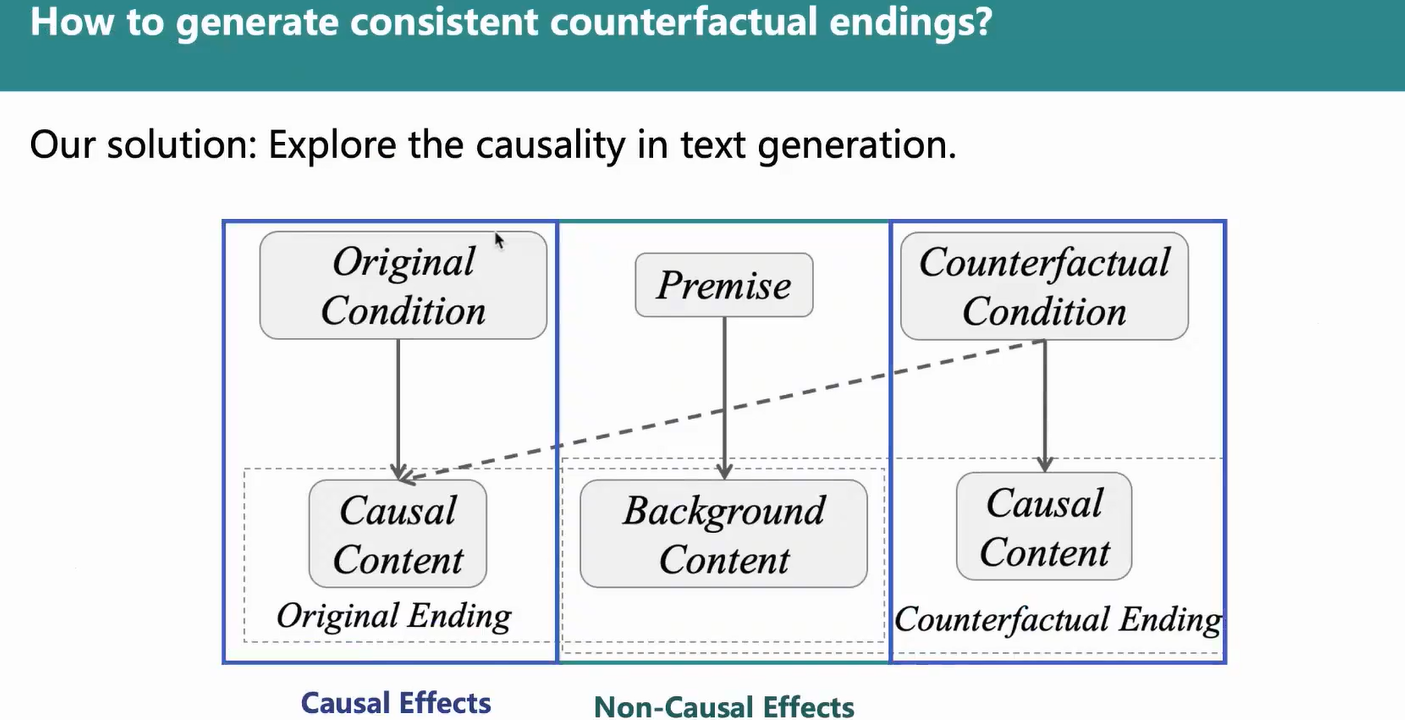 How to generate consistent counterfactual endings?
Our solution: Explore the causality in text generation.
Original
Condition
Premise
Counterfactual
Condition
Causal
Content
Background
Content
Causal
Content
Original Ending
Counterfactual Ending
Causal Effects
Non-Causal Effects